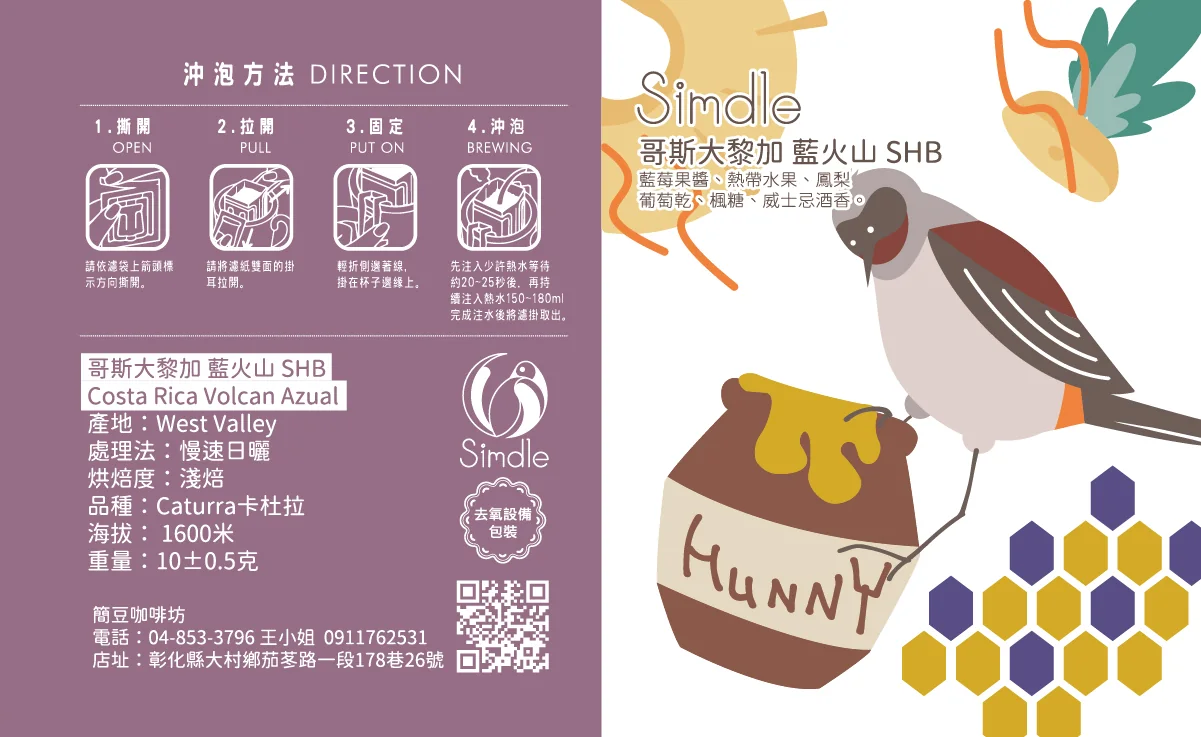 沖泡方法 DIRECTION
1.撕開
OPEN
請依濾袋上箭頭標
示方向撕開。
2.拉開
PULL
請將濾紙雙面的掛
耳拉開。
3.固定
PUT ON
輕折側邊著線,
掛在杯子邊緣上。
4.沖泡
BREWING
先注入少許熱水等待
約20~25秒後，再持
續注入熱水150~180ml
完成注水後將濾掛取出。
哥斯大黎加 藍火山 SHB
Costa Rica Volcan Azual
產地：West Valley
處理法：慢速日曬
烘焙度：淺焙
品種：Caturra卡杜拉
海拔： 1600米
重量：10±0.5克
Simdle
去氧設備
包裝
簡豆咖啡坊
電話：04-853-3796 王小姐 0911762531
店址：彰化縣大村鄉茄苳路一段178巷26號
Simdle
哥斯大黎加 藍火山 SHB
藍莓果醬、熱帶水果、鳳梨
葡萄乾、楓糖、威士忌酒香。
HUNNY